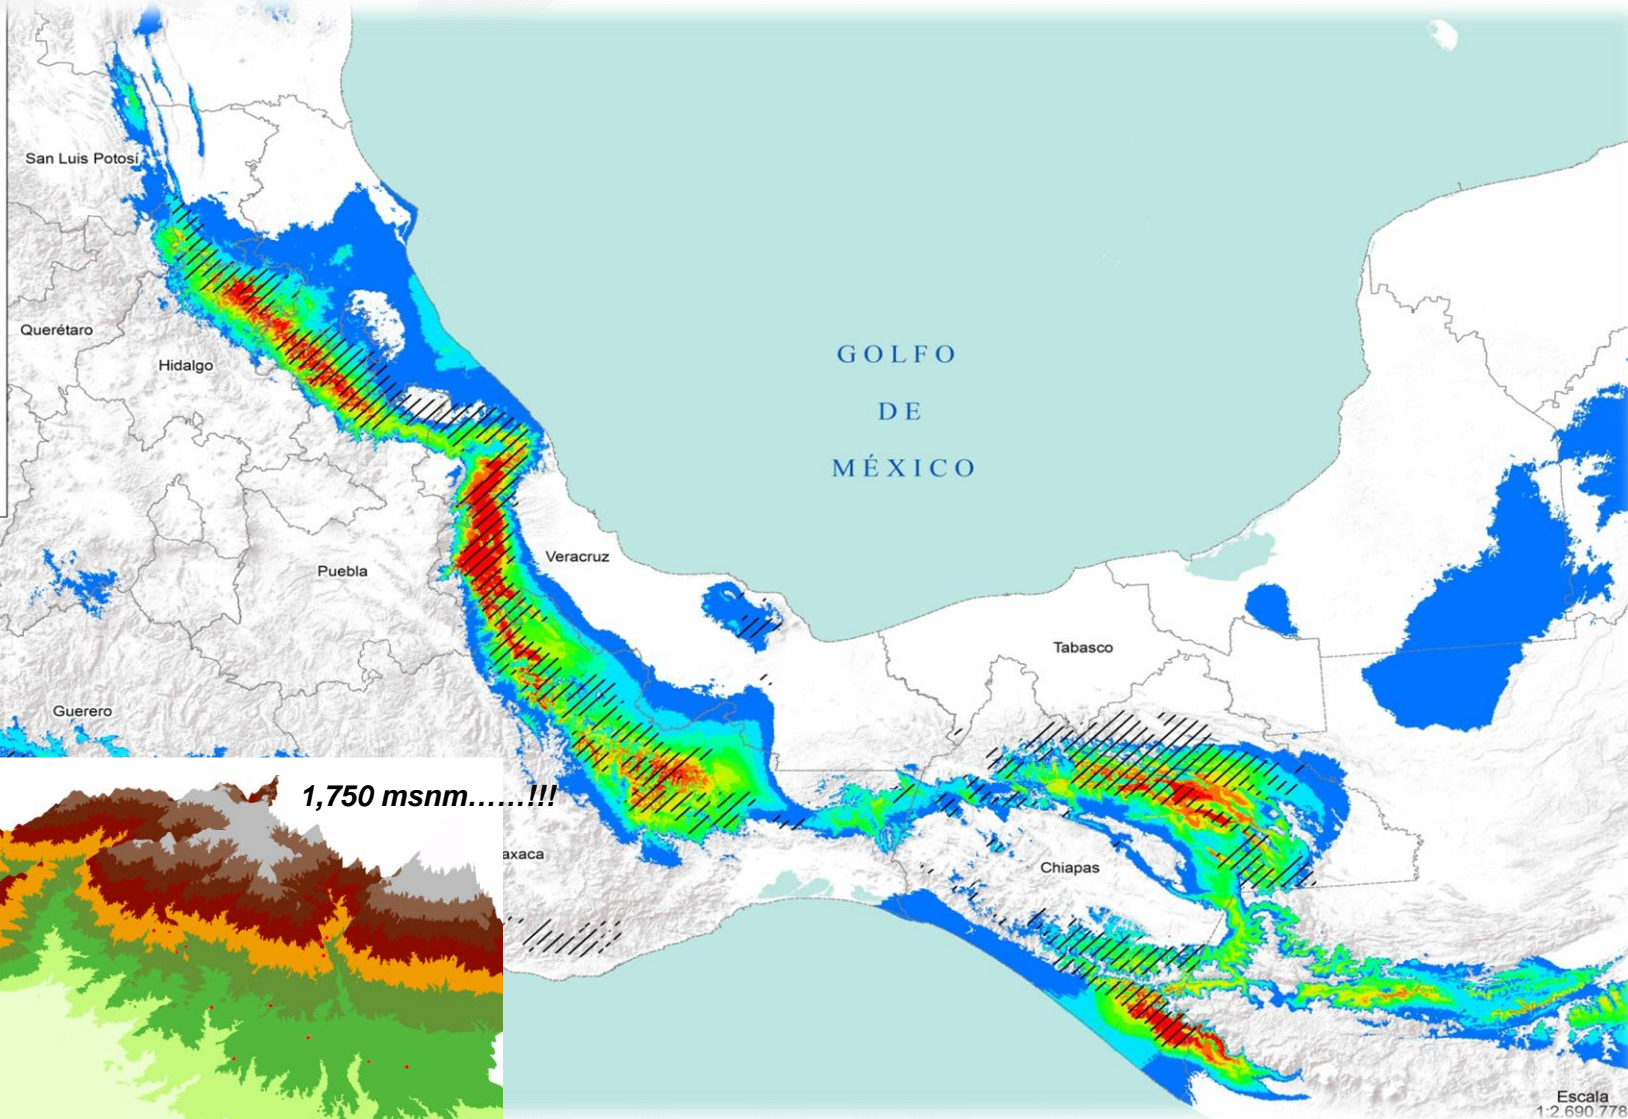 San Luis Potosí
Querétaro
Hidalgo
GOLFO
DE
MÉXICO
Puebla
Veracruz
Tabasco
Guerero
1,750 msnm......!!!
axaca
Chiapas
Escala
1:2.690.778